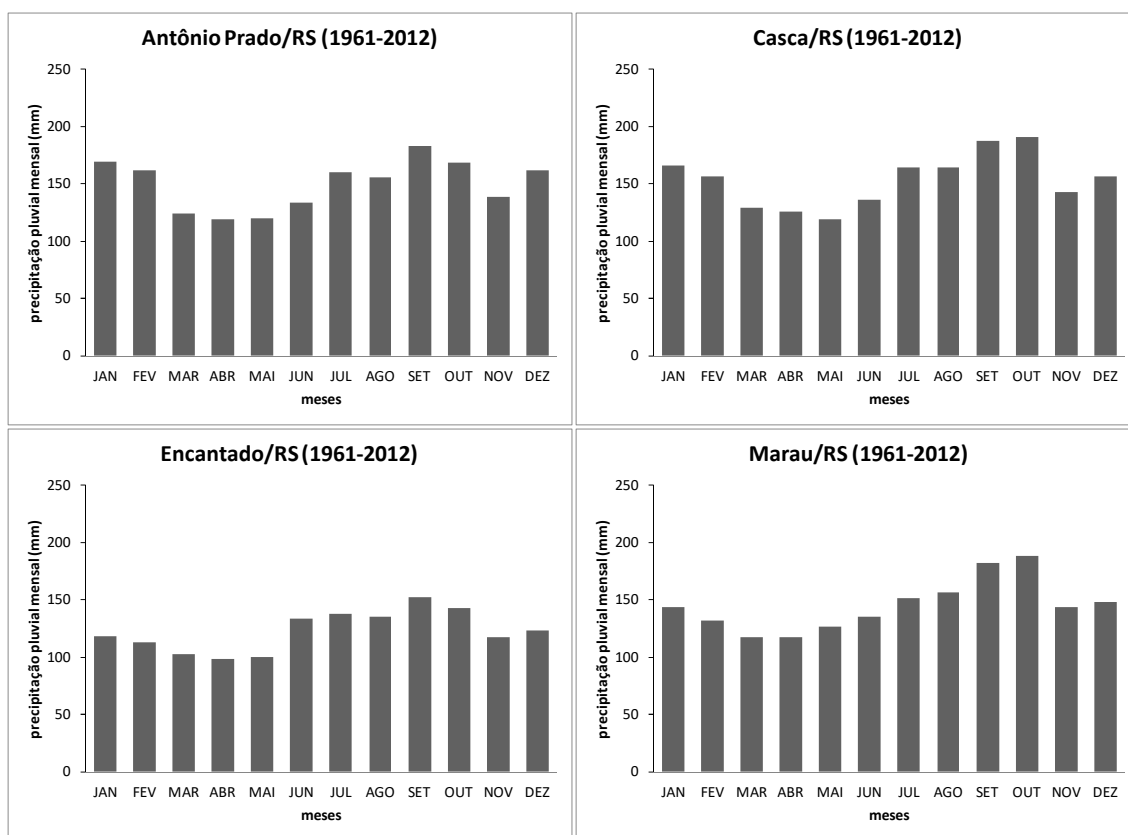 Antônio Prado/RS (1961-2012)
precipitação pluvial mensal (mm)
250
200
150
100
50
0
JAN FEV MAR ABR MAI JUN JUL AGO SET OUT NOV DEZ
meses
Casca/RS (1961-2012)
precipitação pluvial mensal (mm)
250
200
150
100
50
0
JAN FEV MAR ABR MAI JUN JUL AGO SET OUT NOV DEZ
meses
Encantado/RS (1961-2012)
precipitação pluvial mensal (mm)
250
200
150
100
50
0
JAN FEV MAR ABR MAI JUN JUL AGO SET OUT NOV DEZ
meses
Marau/RS (1961-2012)
precipitação pluvial mensal (mm)
250
200
150
100
50
0
JAN FEV MAR ABR MAI JUN JUL AGO SET OUT NOV DEZ
meses